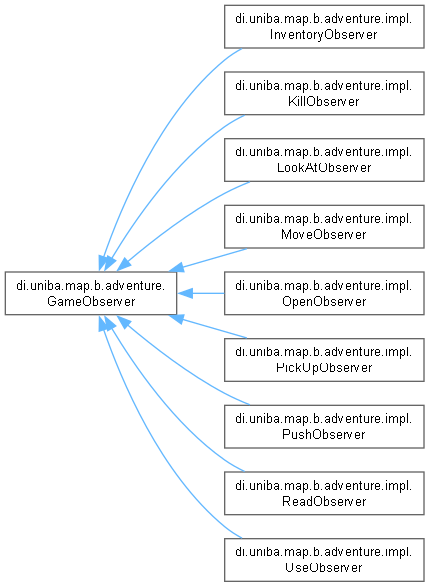 di.uniba.map.b.adventure.impl.
InventoryObserver
di.uniba.map.b.adventure.impl.
KillObserver
di.uniba.map.b.adventure.impl.
LookAtObserver
di.uniba.map.b.adventure.impl.
MoveObserver
di.uniba.map.b.adventure.
GameObserver
di.uniba.map.b.adventure.impl.
OpenObserver
di.uniba.map.b.adventure.impl.
PickUpObserver
di.uniba.map.b.adventure.impl.
PushObserver
di.uniba.map.b.adventure.impl.
ReadObserver
di.uniba.map.b.adventure.impl.
UseObserver